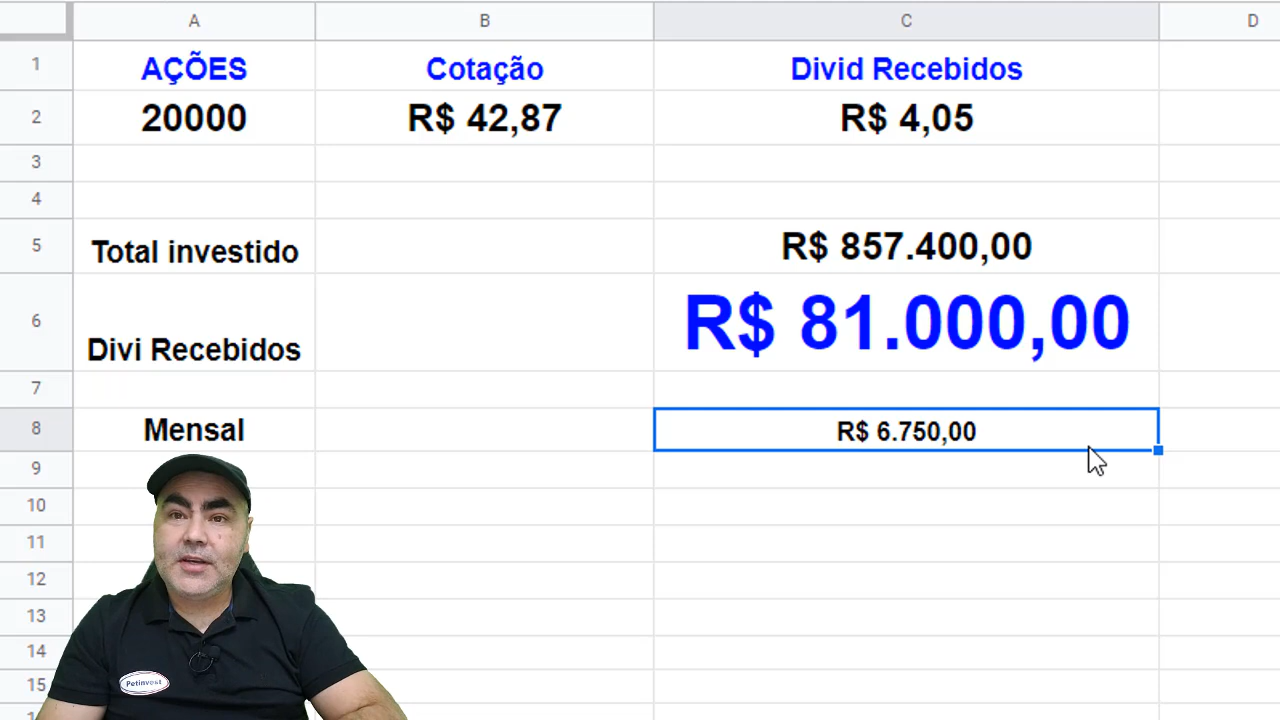 A B C D
1 AÇÕES Cotação Divid Recebidos
2 20000 R$ 42,87 R$ 4,05
3
4
5 Total investido R$ 857.400,00
6 Divi Recebidos R$ 81.000,00
7
8 Mensal R$ 6.750,00
9
10
11
12
13
14
15
Petinvest